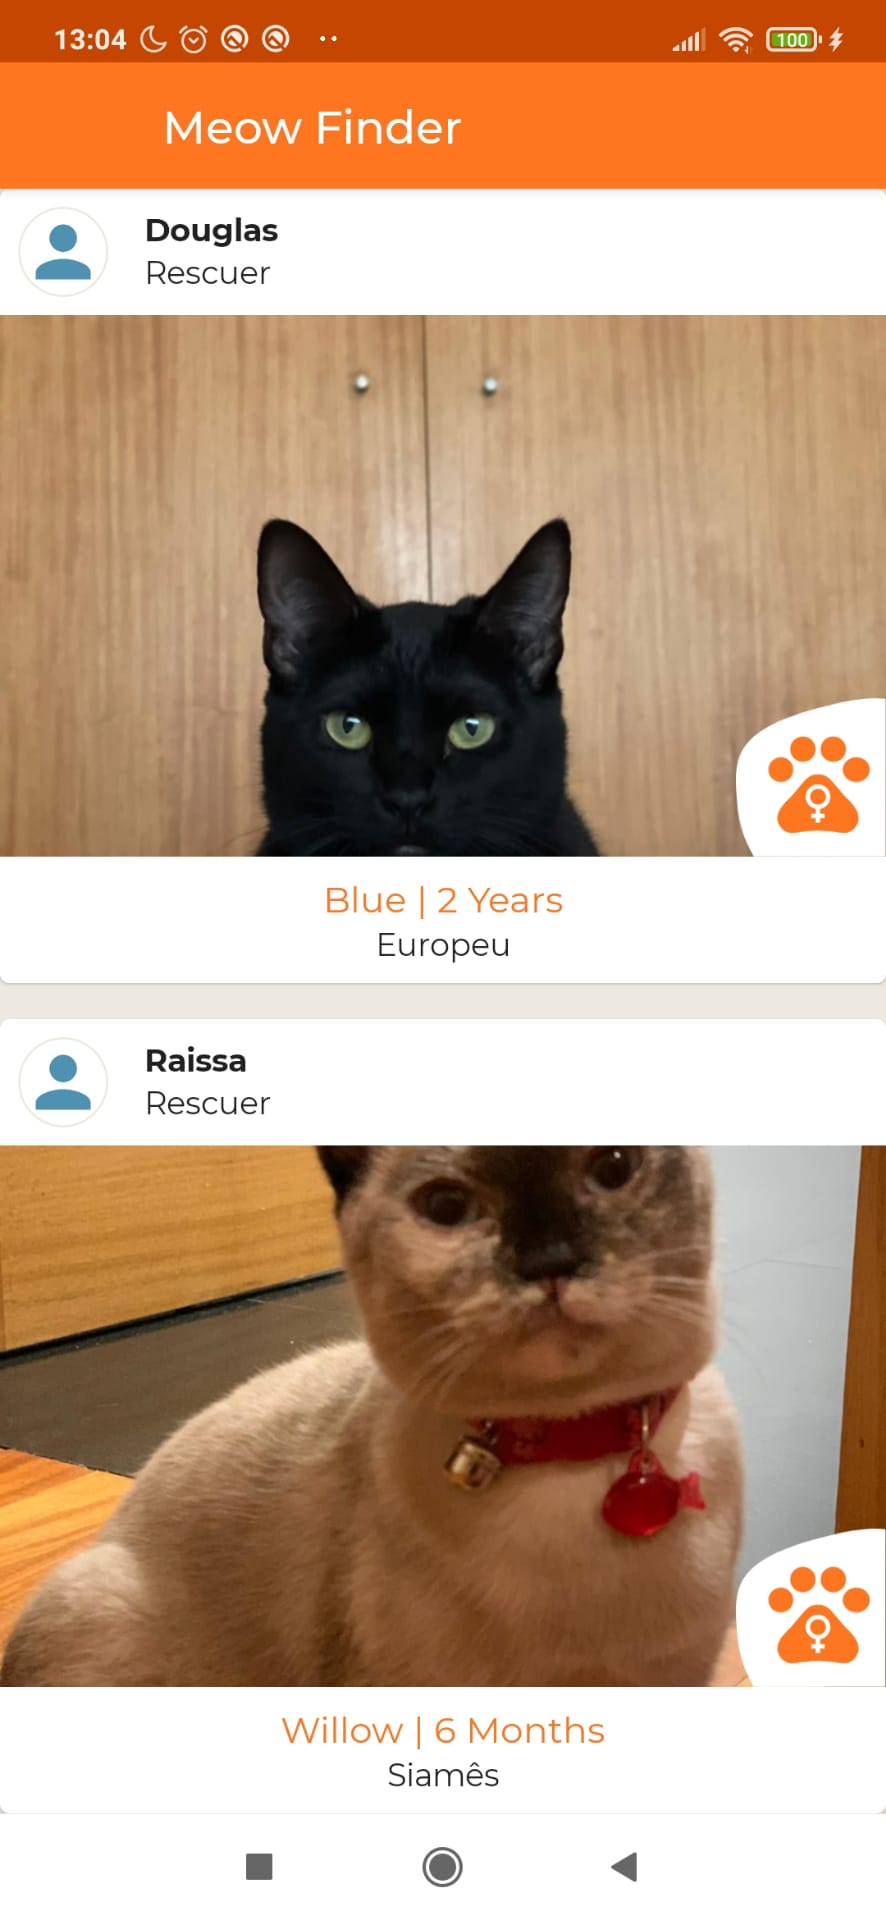 13:04
100
Meow Finder
Douglas
Rescuer
Blue | 2 Years
Europeu
Raissa
Rescuer
Willow | 6 Months
Siamês